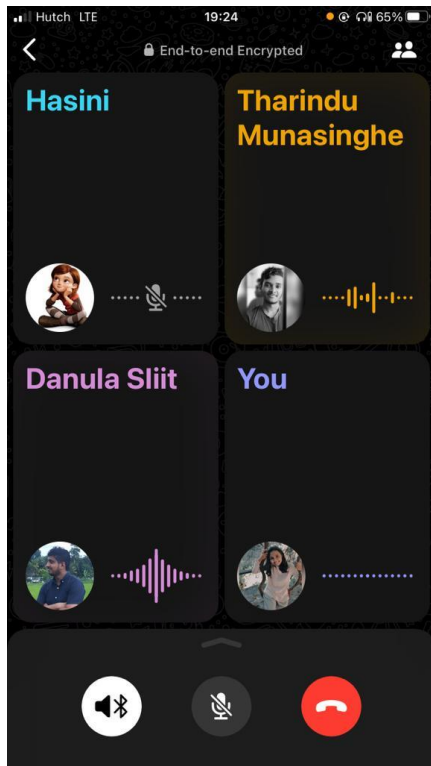 Hutch LTE 19:24 65%
End-to-end Encrypted
Hasini
Tharindu
Munasinghe
Danula Sliit
You